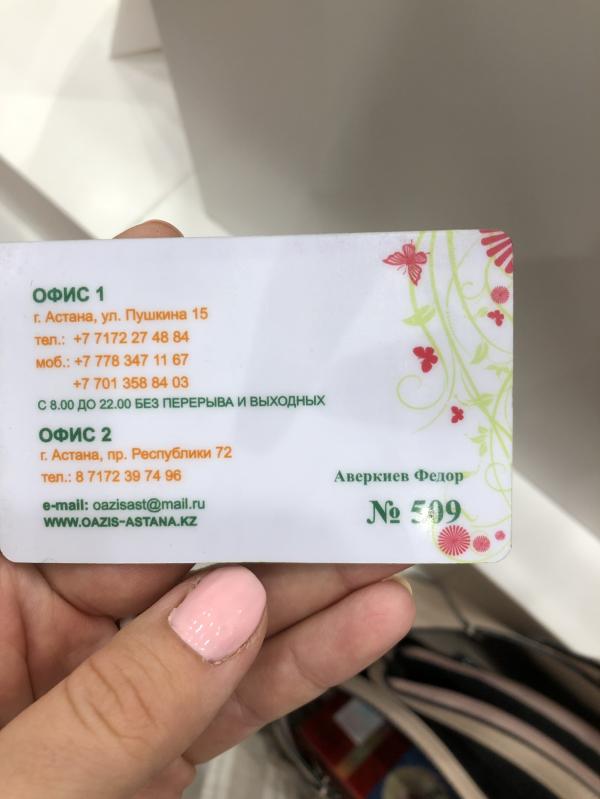 ОФИС 1
г. Астана, ул. Пушкина 15
тел.: +7 7172 27 48 84
моб.: +7 778 347 11 67
+7 701 358 84 03
С 8.00 ДО 22.00 БЕЗ ПЕРЕРЫВА И ВЫХОДНЫХ
ОФИС 2
г. Астана, пр. Республики 72
тел.: 8 7172 39 74 96
Аверкиев Федор
e-mail: oazisast@mail.ru
№ 509
WWW.OAZIS-ASTANA.KZ